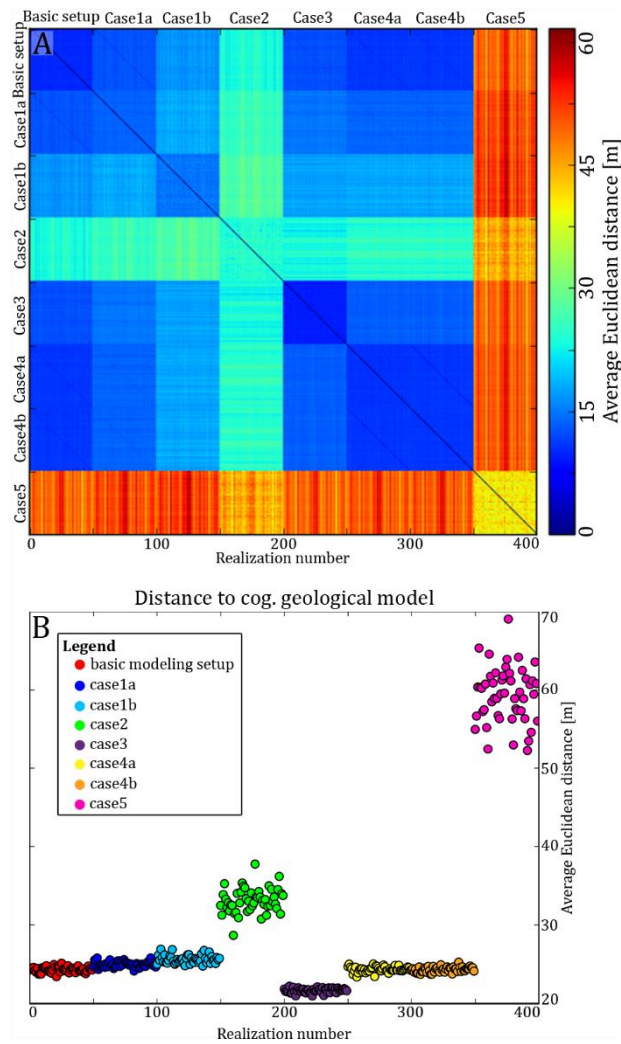 Basic setup Case1a Case1b Case2 Case3 Case4a Case4b Case5
A
Basic setup
Case1a
Case1b
Case2
Case3
Case4a
Case4b
Case5
60
45
30
15
0
Average Euclidean distance [m]
0 100 200 300 400
Realization number
Distance to cog. geological model
B
Legend
basic modeling setup
case1a
case1b
case2
case3
case4a
case4b
case5
70
60
50
40
30
20
Average Euclidean distance [m]
0 100 200 300 400
Realization number